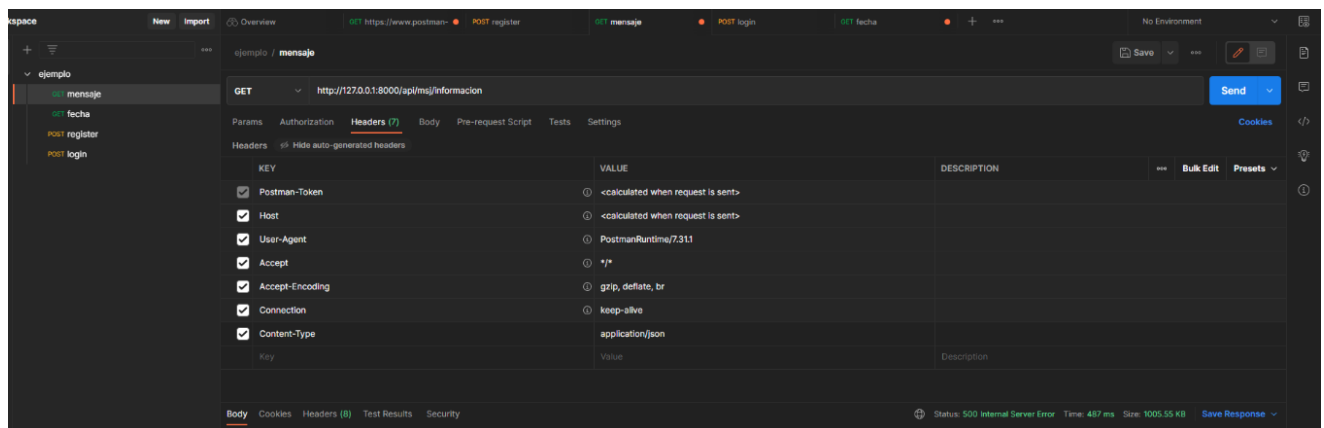 kspace New Import Overview GET https://www.postman- POST register GET mensaje POST login GET fecha No Environment
ejemplo / mensaje Save
ejemplo
GET mensaje
GET fecha
POST register
POST login
GET http://127.0.0.1:8000/api/msj/informacion Send
Params Authorization Headers (7) Body Pre-request Script Tests Settings Cookies
Headers Hide auto-generated headers
KEY VALUE DESCRIPTION Bulk Edit Presets
Postman-Token <calculated when request is sent>
Host <calculated when request is sent>
User-Agent PostmanRuntime/7.31.1
Accept */*
Accept-Encoding gzip, deflate, br
Connection keep-alive
Content-Type application/json
Key Value Description
Body Cookies Headers (8) Test Results Security Status: 500 Internal Server Error Time: 487 ms Size: 1005.55 KB Save Response